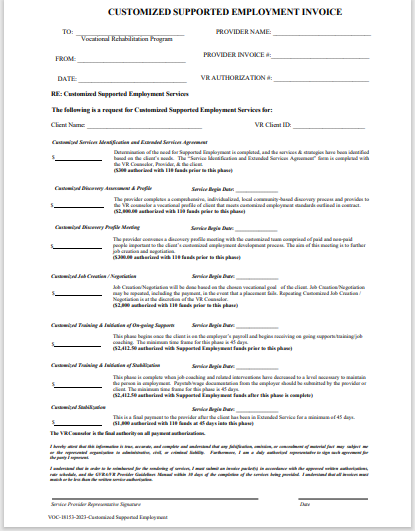 CUSTOMIZED SUPPORTED EMPLOYMENT INVOICE
TO: PROVIDER NAME:
Vocational Rehabilitation Program
FROM: PROVIDER INVOICE #:
DATE: VR AUTHORIZATION #:
RE: Customized Supported Employment Services
The following is a request for Customized Supported Employment Services for:
Client Name: VR Client ID:
Customized Services Identification and Extended Services Agreement
$ Determination of the need for Supported Employment is completed, and the services & strategies have been identified
based on the client's needs. The "Service Identification and Extended Services Agreement" form is completed with
the VR Counselor, Provider, & the client.
($300 authorized with 110 funds prior to this phase)
Customized Discovery Assessment & Profile Service Begin Date:
$ The provider completes a comprehensive, individualized, local community-based discovery process and provides to
the VR counselor a vocational profile of client that meets customized employment standards outlined in contract.
($2,000.00 authorized with 110 funds prior to this phase)
Customized Discovery Profile Meeting Service Begin Date:
$ The provider convenes a discovery profile meeting with the customized team comprised of paid and non-paid
people important to the client's customized employment development process. The aim of this meeting is to further
job creation and negotiation.
($300.00 authorized with 110 funds prior to this phase)
Customized Job Creation / Negotiation Service Begin Date:
$ Job Creation/Negotiation will be done based on the chosen vocational goal of the client. Job Creation/Negotiation
may be repeated, including the payment, in the event that a placement fails. Repeating Customized Job Creation /
Negotiation is at the discretion of the VR Counselor.
($2,000 authorized with 110 funds prior to this phase)
Customized Training & Initiation of On-going Supports Service Begin Date:
$ This phase begins once the client is on the employer's payroll and begins receiving on going supports/training/job
coaching. The minimum time frame for this phase is 45 days.
($2,412.50 authorized with Supported Employment funds prior to this phase)
Customized Training & Initiation of Stabilization Service Begin Date:
$ This phase is complete when job coaching and related interventions have decreased to a level necessary to maintain
the person in employment. Paystub/wage documentation from the employer should be submitted by the provider or
client. The minimum time frame for this phase is 45 days.
($2,412.50 authorized with Supported Employment funds after this phase is complete)
Customized Stabilization Service Begin Date:
$ This is a final payment to the provider after the client has been in Extended Service for a minimum of 45 days.
($1,000 authorized with 110 funds at 45 days into this phase)
The VR Counselor is the final authority on all payment authorizations.
I hereby attest that this information is true, accurate, and complete and understand that any falsification, omission, or concealment of material fact may subject me
or the represented organization to administrative, civil, or criminal liability. Furthermore, I am a duly authorized representative to sign such agreement for
the party I represent.
I understand that in order to be reimbursed for the rendering of services, I must submit an invoice packet(s) in accordance with the approved written authorizations,
rate schedule, and the GVRA/VR Provider Guidelines Manual within 10 days of the completion of the services being provided. I understand that all invoices must
match or be less than the written service authorization.
Service Provider Representative Signature Date
VOC-18153-2023-Customized Supported Employment